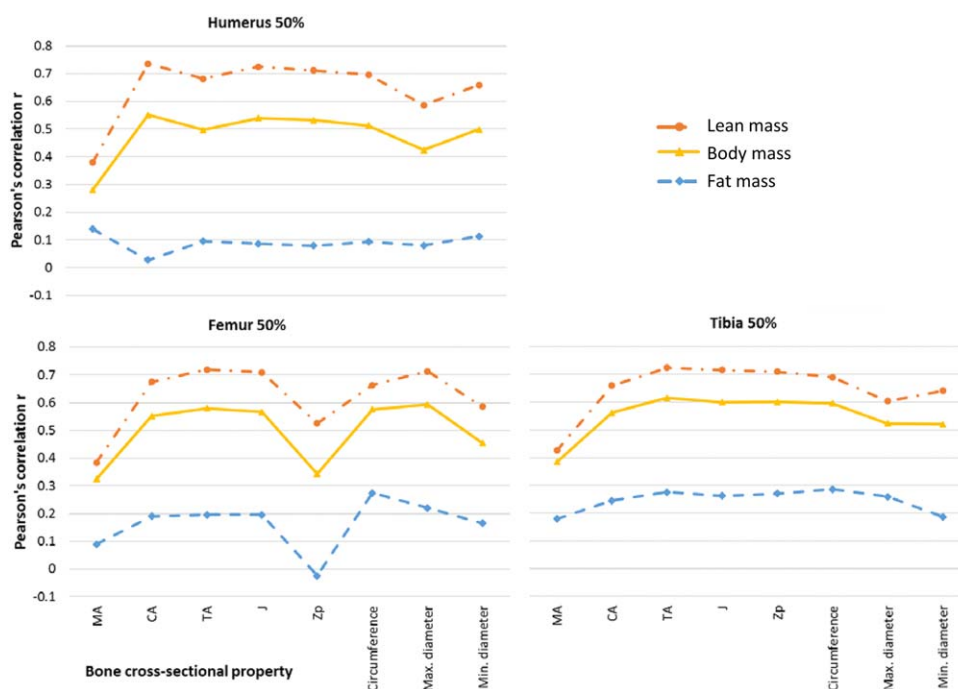 Humerus 50%
Pearson's correlation r
0.8
0.7
0.6
0.5
0.4
0.3
0.2
0.1
0
-0.1
Lean mass
Body mass
Fat mass
Femur 50%
Tibia 50%
Pearson's correlation r
0.8
0.7
0.6
0.5
0.4
0.3
0.2
0.1
0
-0.1
MA
CA
TA
J
Zp
Circumference
Max. diameter
Min. diameter
MA
CA
TA
J
Zp
Circumference
Max. diameter
Min. diameter
Bone cross-sectional property